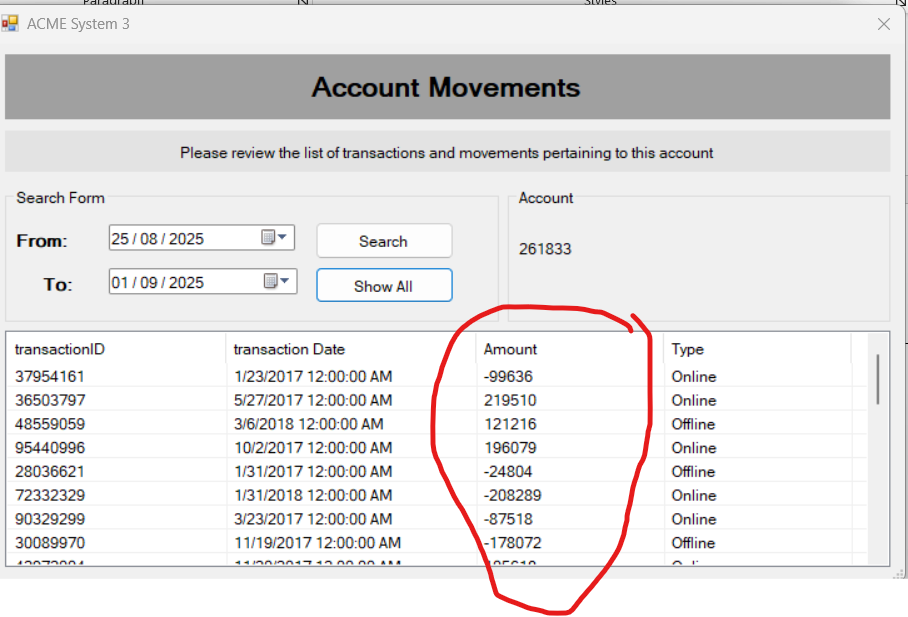 Paragraph Styles
ACME System 3
Account Movements
Please review the list of transactions and movements pertaining to this account
Search Form Account
From: 25 / 08 / 2025 Search 261833
To: 01 / 09 / 2025 Show All
transactionID transaction Date Amount Type
37954161 1/23/2017 12:00:00 AM -99636 Online
36503797 5/27/2017 12:00:00 AM 219510 Online
48559059 3/6/2018 12:00:00 AM 121216 Offline
95440996 10/2/2017 12:00:00 AM 196079 Online
28036621 1/31/2017 12:00:00 AM -24804 Offline
72332329 1/31/2018 12:00:00 AM -208289 Online
90329299 3/23/2017 12:00:00 AM -87518 Online
30089970 11/19/2017 12:00:00 AM -178072 Offline